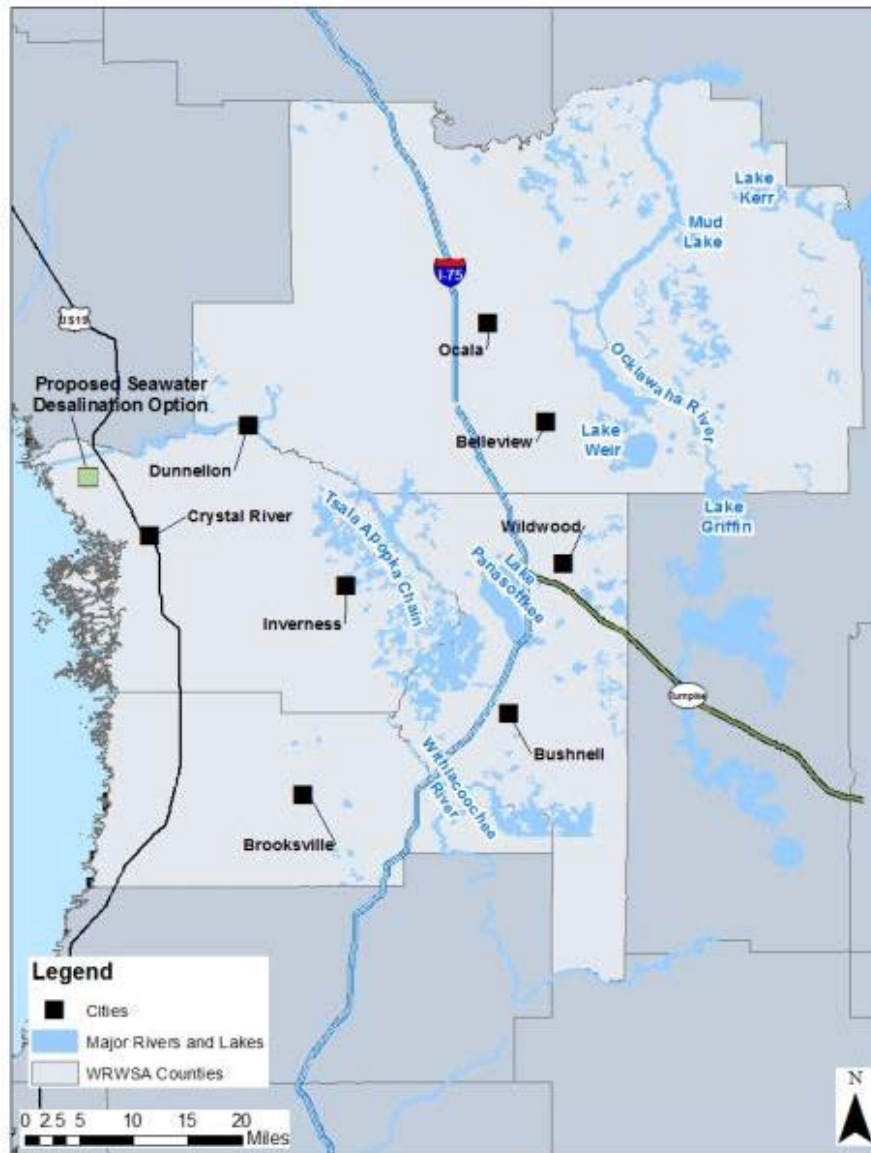 Lake
Kerr
Mud
Lake
I-75
US19
Ocala
Ocklawaha River
Proposed Seawater
Desalination Option
Belleview
Lake
Weir
Dunnellon
Lake
Griffin
Crystal River
Tsala Apopka Chain
Wildwood
Lake
Panasoffkee
Inverness
Turnpike
Bushnell
Withlacoochee
River
Brooksville
Legend
Cities
Major Rivers and Lakes
WRWSA Counties
0 2.5 5 10 15 20
Miles
N